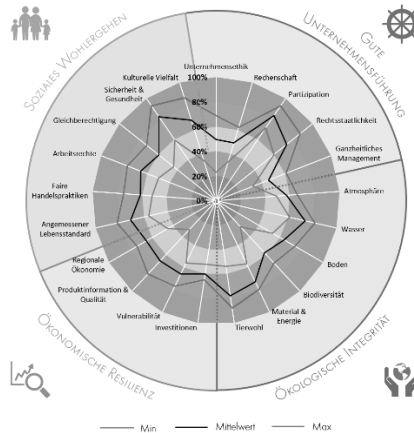 SOZIALES WOHLERGEHEN
GUTE
UNTERNEHMENSFÜHRUNG
Unternehmensethik
Rechenschaft
Partizipation
Rechtsstaatlichkeit
Ganzheitliches
Management
Atmosphäre
Wasser
Boden
Biodiversität
Material &
Energie
Tierwohl
Investitionen
Vulnerabilität
Produktinformation &
Qualität
Regionale
Ökonomie
Angemessener
Lebensstandard
Faire
Handelspraktiken
Arbeitsrechte
Gleichberechtigung
Sicherheit &
Gesundheit
Kulturelle Vielfalt
100%
80%
60%
40%
20%
0%
ÖKONOMISCHE RESILIENZ
ÖKOLOGISCHE INTEGRITÄT
Min
Mittelwert
Max